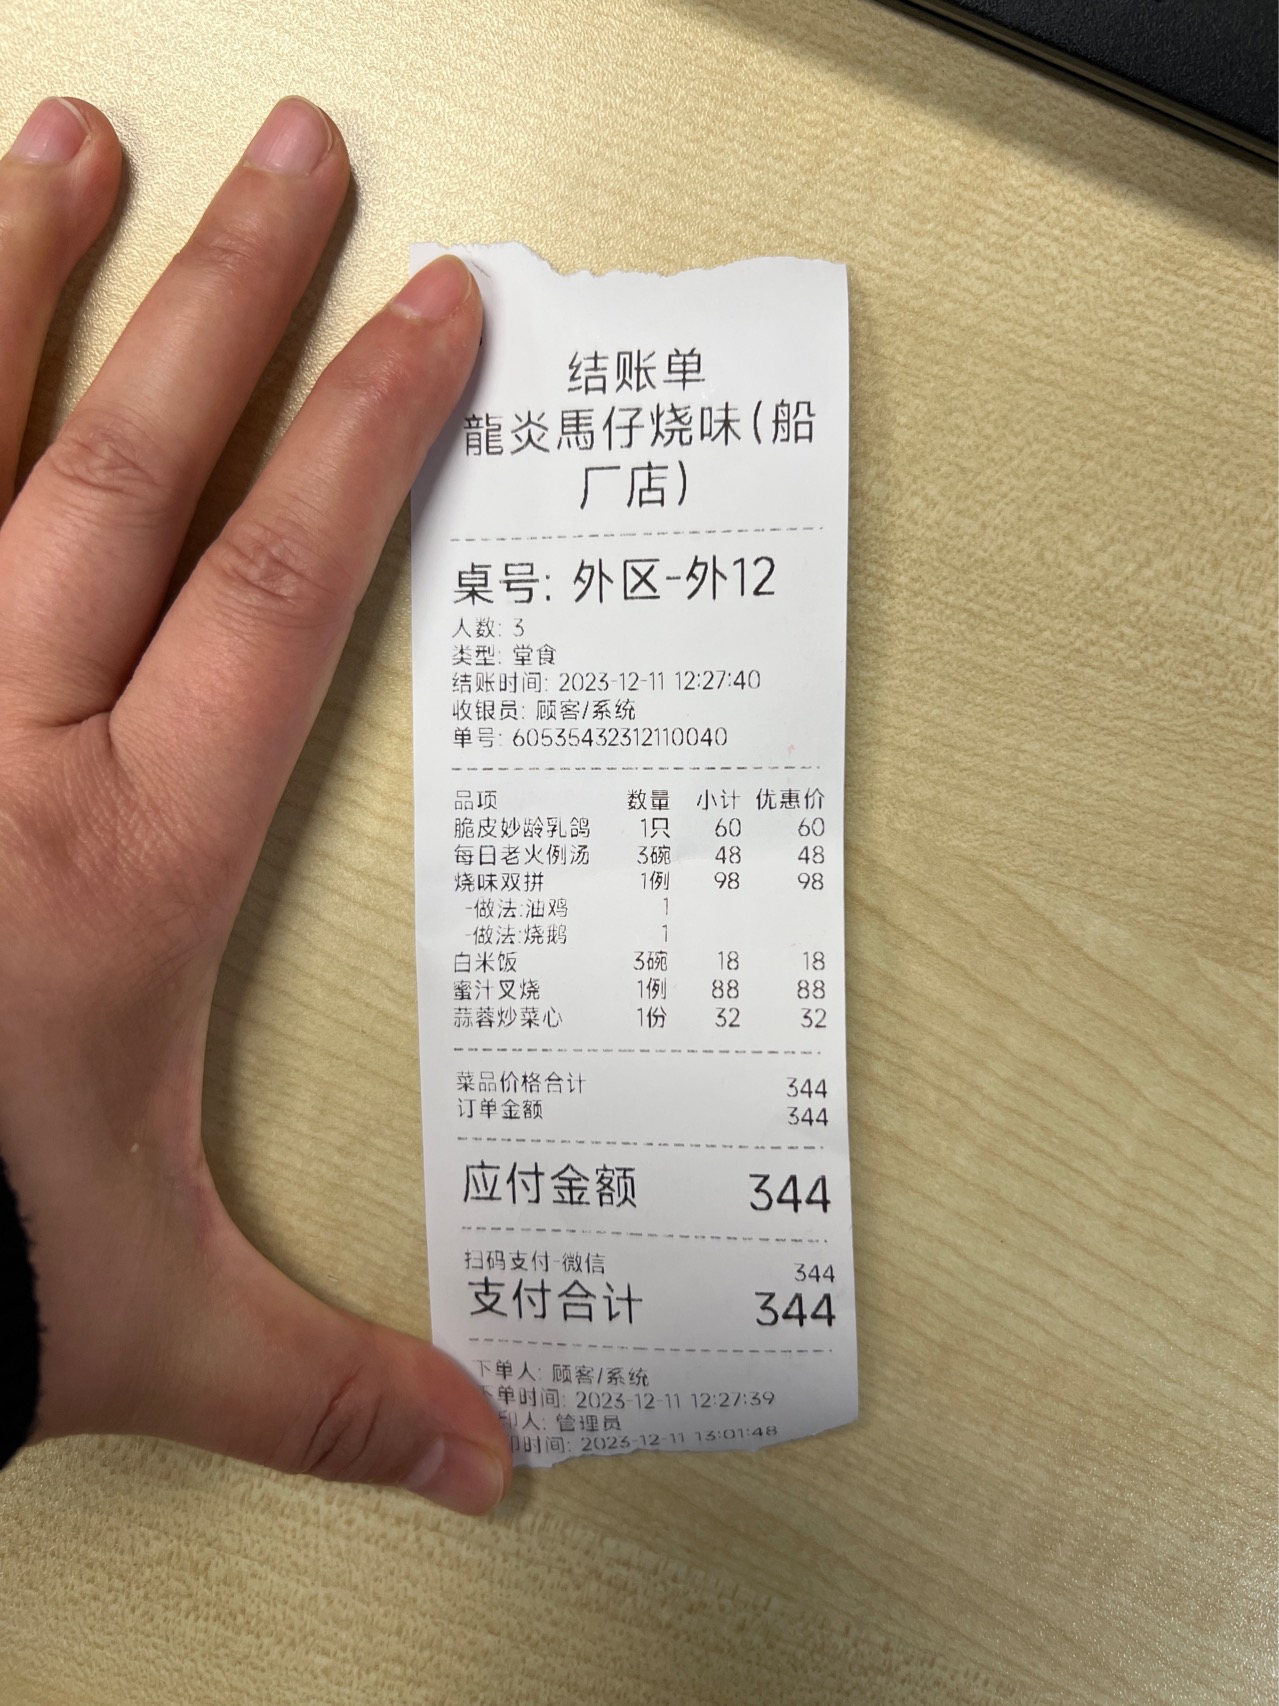 结账单
龍炎馬仔烧味(船
厂店)
桌号: 外区-外12
人数: 3
类型: 堂食
结账时间: 2023-12-11 12:27:40
收银员: 顾客/系统
单号: 60535432312110040
品项 数量 小计 优惠价
脆皮妙龄乳鸽 1只 60 60
每日老火例汤 3碗 48 48
烧味双拼 1例 98 98
-做法:油鸡 1
-做法:烧鹅 1
白米饭 3碗 18 18
蜜汁叉烧 1例 88 88
蒜蓉炒菜心 1份 32 32
菜品价格合计 344
订单金额 344
应付金额 344
扫码支付-微信 344
支付合计 344
下单人: 顾客/系统
下单时间: 2023-12-11 12:27:39
印人: 管理员
印时间: 2023-12-11 13:01:48